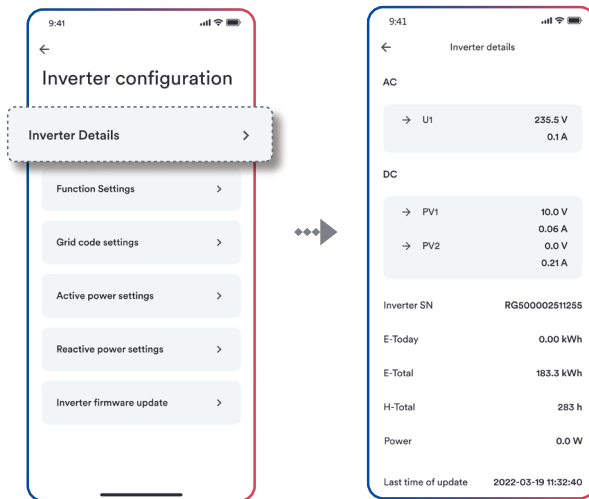 9:41
Inverter configuration
Inverter Details
Function Settings
Grid code settings
Active power settings
Reactive power settings
Inverter firmware update
9:41
Inverter details
AC
U1 235.5 V
0.1 A
DC
PV1 10.0 V
0.06 A
PV2 0.0 V
0.21 A
Inverter SN RG500002511255
E-Today 0.00 kWh
E-Total 183.3 kWh
H-Total 283 h
Power 0.0 W
Last time of update 2022-03-19 11:32:40